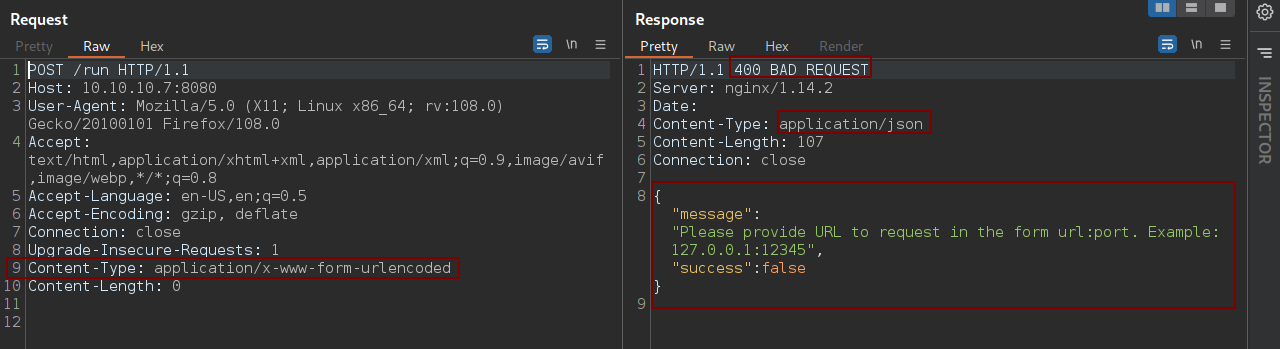 Request
Pretty Raw Hex
\n
1 POST /run HTTP/1.1
2 Host: 10.10.10.7:8080
3 User-Agent: Mozilla/5.0 (X11; Linux x86_64; rv:108.0)
Gecko/20100101 Firefox/108.0
4 Accept:
text/html,application/xhtml+xml,application/xml;q=0.9,image/avif
,image/webp,*/*;q=0.8
5 Accept-Language: en-US,en;q=0.5
6 Accept-Encoding: gzip, deflate
7 Connection: close
8 Upgrade-Insecure-Requests: 1
9 Content-Type: application/x-www-form-urlencoded
10 Content-Length: 0
11
12
Response
Pretty Raw Hex Render
\n
1 HTTP/1.1 400 BAD REQUEST
2 Server: nginx/1.14.2
3 Date:
4 Content-Type: application/json
5 Content-Length: 107
6 Connection: close
7
8 {
"message":
"Please provide URL to request in the form url:port. Example:
127.0.0.1:12345",
"success":false
}
9
INSPECTOR